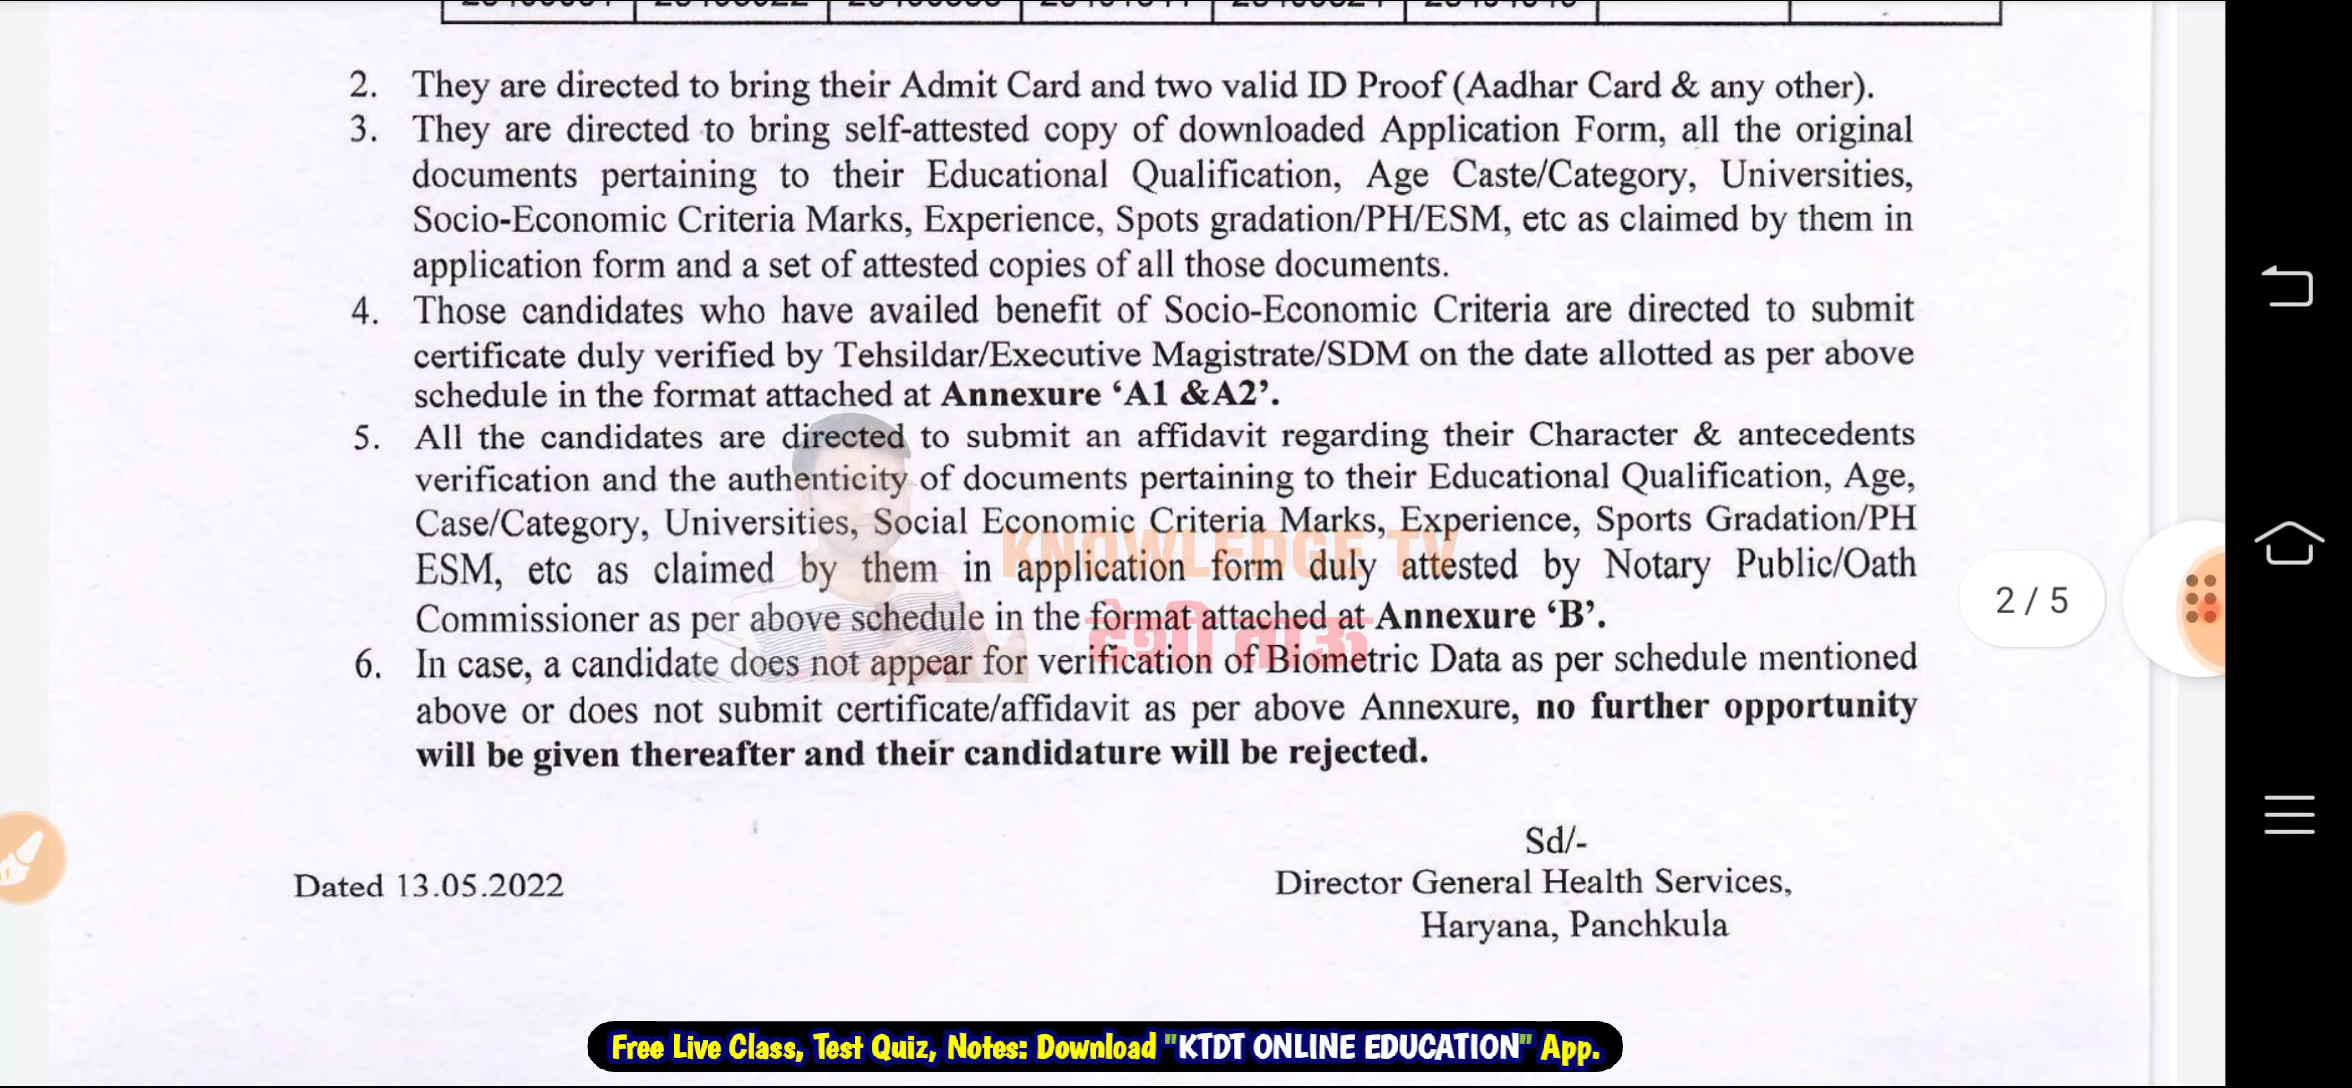 2. They are directed to bring their Admit Card and two valid ID Proof (Aadhar Card & any other).
3. They are directed to bring self-attested copy of downloaded Application Form, all the original
documents pertaining to their Educational Qualification, Age Caste/Category, Universities,
Socio-Economic Criteria Marks, Experience, Spots gradation/PH/ESM, etc as claimed by them in
application form and a set of attested copies of all those documents.
4. Those candidates who have availed benefit of Socio-Economic Criteria are directed to submit
certificate duly verified by Tehsildar/Executive Magistrate/SDM on the date allotted as per above
schedule in the format attached at Annexure ‘A1 &A2’.
5. All the candidates are directed to submit an affidavit regarding their Character & antecedents
verification and the authenticity of documents pertaining to their Educational Qualification, Age,
Case/Category, Universities, Social Economic Criteria Marks, Experience, Sports Gradation/PH
KNOWLEDGE TV
ESM, etc as claimed by them in application form duly attested by Notary Public/Oath
Commissioner as per above schedule in the format attached at Annexure ‘B’.
देशी ताऊ
6. In case, a candidate does not appear for verification of Biometric Data as per schedule mentioned
above or does not submit certificate/affidavit as per above Annexure, no further opportunity
will be given thereafter and their candidature will be rejected.
2 / 5
Sd/-
Dated 13.05.2022
Director General Health Services,
Haryana, Panchkula
Free Live Class, Test Quiz, Notes: Download "KTDT ONLINE EDUCATION" App.